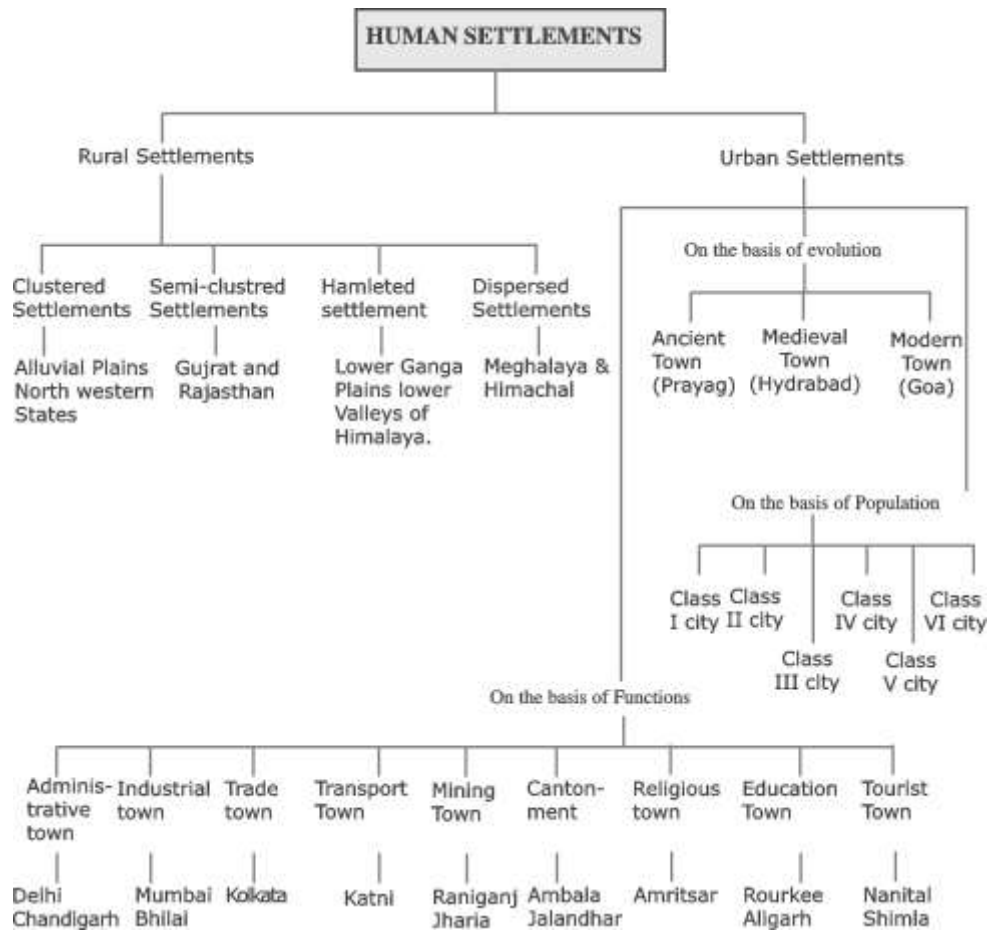 HUMAN SETTLEMENTS
Rural Settlements
Urban Settlements
On the basis of evolution
Clustered
Settlements
Semi-clustred
Settlements
Hamleted
settlement
Dispersed
Settlements
Alluvial Plains
North western
States
Gujrat and
Rajasthan
Lower Ganga
Plains lower
Valleys of
Himalaya.
Meghalaya &
Himachal
Ancient
Town
(Prayag)
Medieval
Town
(Hydrabad)
Modern
Town
(Goa)
On the basis of Population
Class
I city
Class
II city
Class
III city
Class
IV city
Class
V city
Class
VI city
On the basis of Functions
Adminis-
trative
town
Industrial
town
Trade
town
Transport
Town
Mining
Town
Canton-
ment
Religious
town
Education
Town
Tourist
Town
Delhi
Chandigarh
Mumbai
Bhilai
Kolkata
Katni
Raniganj
Jharia
Ambala
Jalandhar
Amritsar
Rourkee
Aligarh
Nanital
Shimla